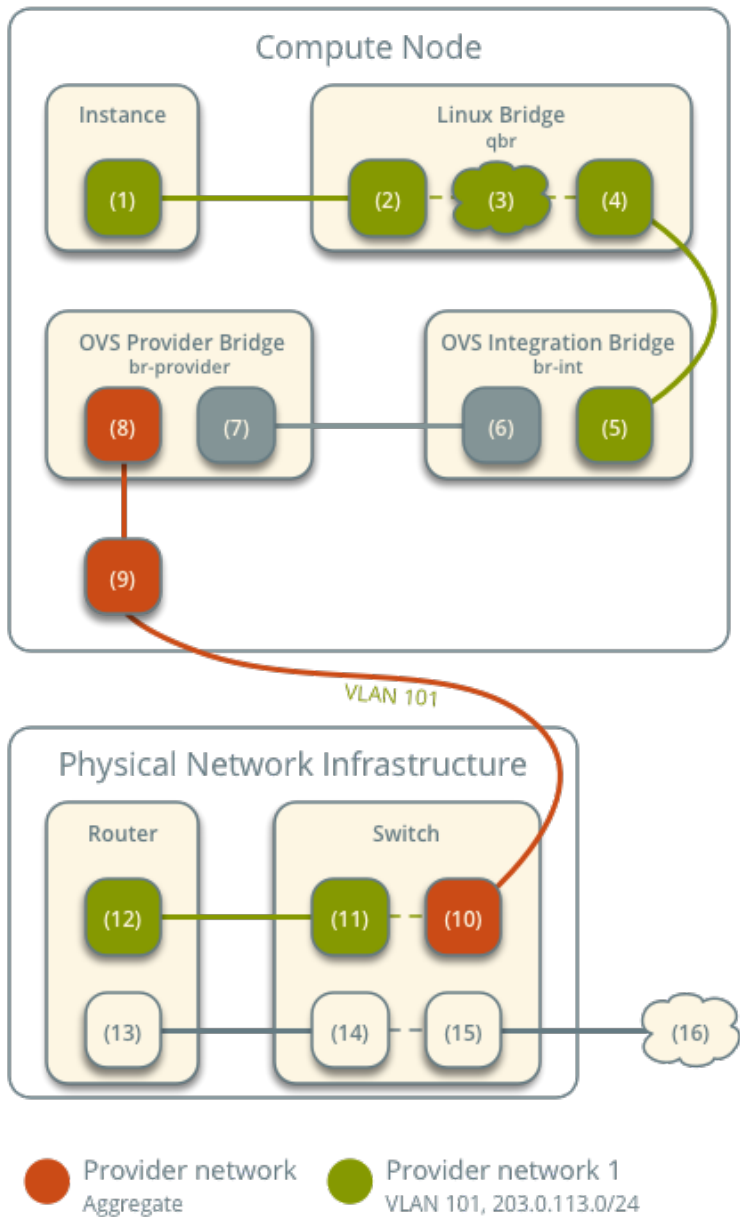 Compute Node
Instance
Linux Bridge
qbr
(1)
(2)
(3)
(4)
OVS Provider Bridge
br-provider
OVS Integration Bridge
br-int
(8)
(7)
(6)
(5)
(9)
VLAN 101
Physical Network Infrastructure
Router
Switch
(12)
(11)
(10)
(13)
(14)
(15)
(16)
Provider network
Aggregate
Provider network 1
VLAN 101, 203.0.113.0/24